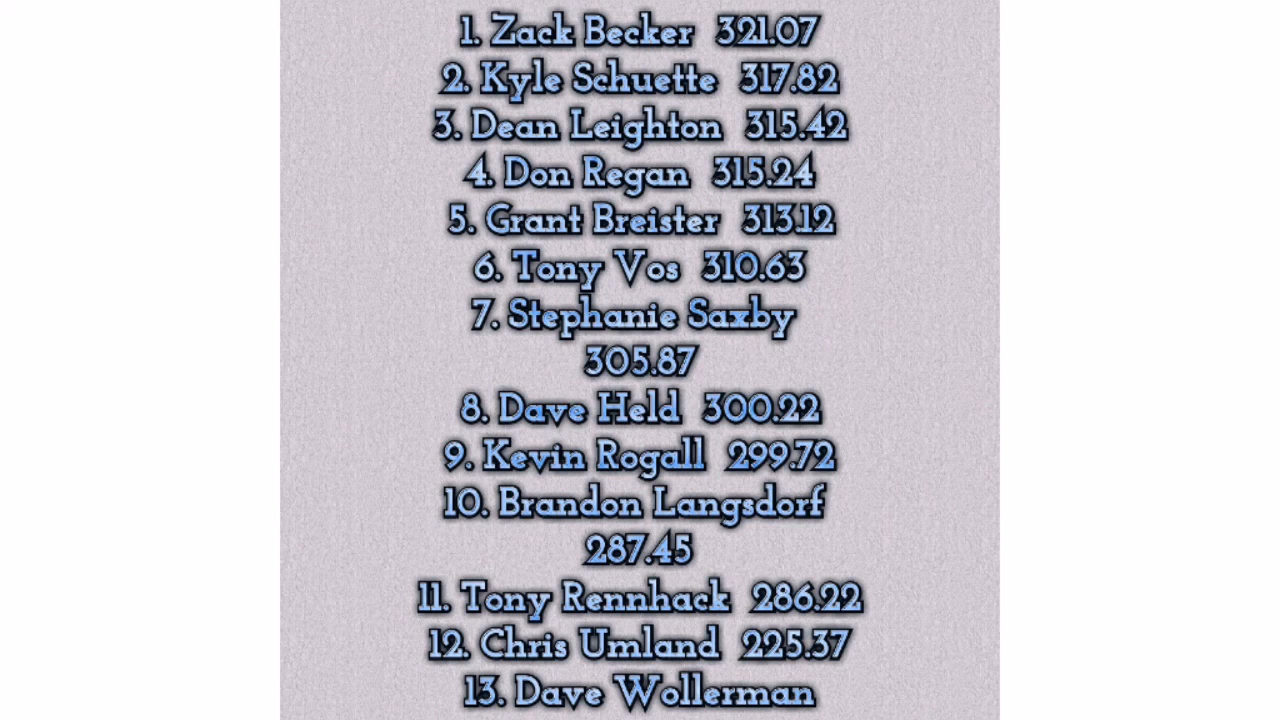 1. Zack Becker 321.07
2. Kyle Schuette 317.82
3. Dean Leighton 315.42
4. Don Regan 315.24
5. Grant Breister 313.12
6. Tony Vos 310.63
7. Stephanie Saxby
305.87
8. Dave Held 300.22
9. Kevin Rogall 299.72
10. Brandon Langsdorf
287.45
11. Tony Rennhack 286.22
12. Chris Umland 225.37
13. Dave Wollerman